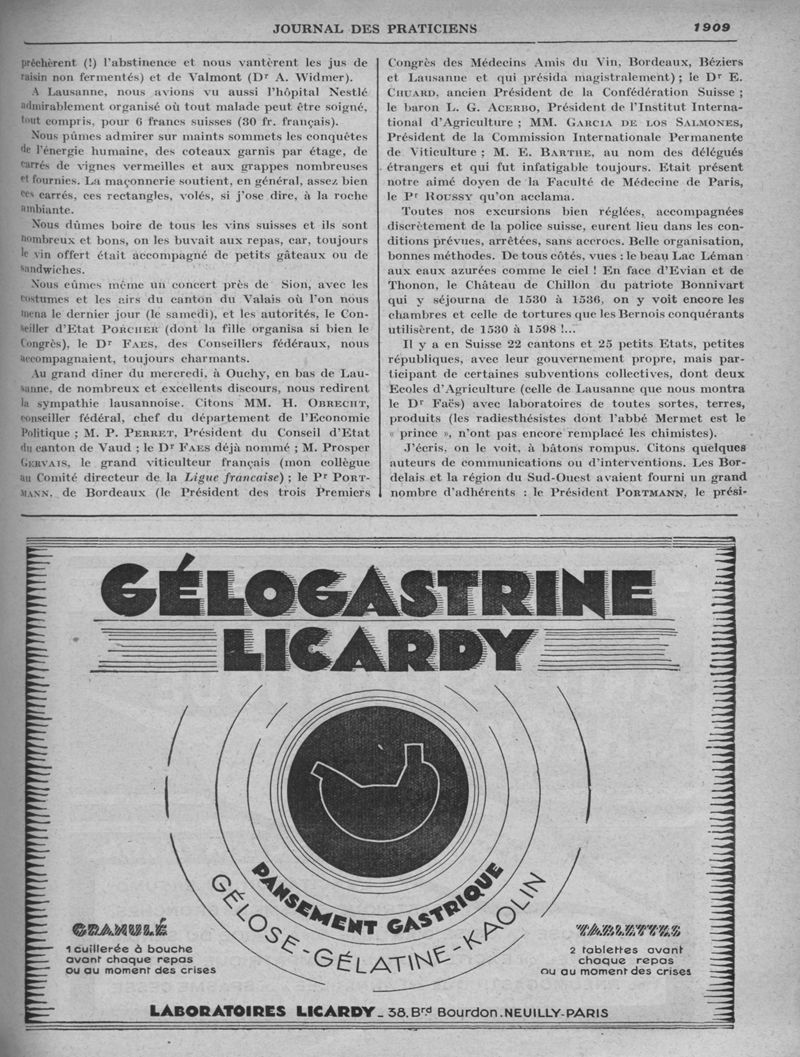 JOURNAL DES PRATICIENS
1909
prêchèrent (!) l'abstinence et nous vantèrent les jus de
raisin non fermentés) et de Valmont (Dr A. Widmer).
A Lausanne, nous avions vu aussi l'hôpital Nestlé
admirablement organisé où tout malade peut être soigné,
tout compris, pour 6 francs suisses (30 fr. français).
Nous pûmes admirer sur maints sommets les conquêtes
de l'énergie humaine, des coteaux garnis par étage, de
carrés de vignes vermeilles et aux grappes nombreuses
et fournies. La maçonnerie soutient, en général, assez bien
ces carrés, ces rectangles, volés, si j'ose dire, à la roche
ambiante.
Nous dûmes boire de tous les vins suisses et ils sont
nombreux et bons, on les buvait aux repas, car, toujours
le vin offert était accompagné de petits gâteaux ou de
sandwiches.
Nous eûmes même un concert près de Sion, avec les
costumes et les airs du canton du Valais où l'on nous
mena le dernier jour (le samedi), et les autorités, le Con-
seiller d'Etat PORCHER (dont la fille organisa si bien le
Congrès), le Dr FAES, des Conseillers fédéraux, nous
accompagnaient, toujours charmants.
Au grand dîner du mercredi, à Ouchy, en bas de Lau-
sanne, de nombreux et excellents discours, nous redirent
la sympathie lausannoise. Citons MM. H. OBRECHT,
conseiller fédéral, chef du département de l'Economie
Politique ; M. P. PERRET, Président du Conseil d'Etat
du canton de Vaud ; le Dr FAES déjà nommé ; M. Prosper
GERVAIS, le grand viticulteur français (mon collègue
au Comité directeur de la Ligue francaise) ; le Pr PORT-
MANN, de Bordeaux (le Président des trois Premiers
Congrès des Médecins Amis du Vin, Bordeaux, Béziers
et Lausanne et qui présida magistralement) ; le Dr E.
CHUARD, ancien Président de la Confédération Suisse ;
le baron L. G. ACERBO, Président de l'Institut Interna-
tional d'Agriculture ; MM. GARCIA DE LOS SALMONES,
Président de la Commission Internationale Permanente
de Viticulture ; M. E. BARTHE, au nom des délégués
étrangers et qui fut infatigable toujours. Etait présent
notre aimé doyen de la Faculté de Médecine de Paris,
le Pr ROUSSY qu'on acclama.
Toutes nos excursions bien réglées, accompagnées
discrètement de la police suisse, eurent lieu dans les con-
ditions prévues, arrêtées, sans accrocs. Belle organisation,
bonnes méthodes. De tous côtés, vues : le beau Lac Léman
aux eaux azurées comme le ciel ! En face d'Evian et de
Thonon, le Château de Chillon du patriote Bonnivart
qui y séjourna de 1530 à 1536, on y voit encore les
chambres et celle de tortures que les Bernois conquérants
utilisèrent, de 1530 à 1598 !...
Il y a en Suisse 22 cantons et 25 petits Etats, petites
républiques, avec leur gouvernement propre, mais par-
ticipant de certaines subventions collectives, dont deux
Ecoles d'Agriculture (celle de Lausanne que nous montra
le Dr Faës) avec laboratoires de toutes sortes, terres,
produits (les radiesthésistes dont l'abbé Mermet est le
« prince », n'ont pas encore remplacé les chimistes).
J'écris, on le voit, à bâtons rompus. Citons quelques
auteurs de communications ou d'interventions. Les Bor-
delais et la région du Sud-Ouest avaient fourni un grand
nombre d'adhérents : le Président PORTMANN, le prési-
GÉLOGASTRINE
LICARDY
PANSEMENT GASTRIQUE
GÉLOSE-GÉLATINE-KAOLIN
GRANULÉ
1 cuillerée à bouche
avant chaque repas
ou au moment des crises
TABLETTES
2 tablettes avant
chaque repas
ou au moment des crises
LABORATOIRES LICARDY_38.Brd Bourdon.NEUILLY-PARIS